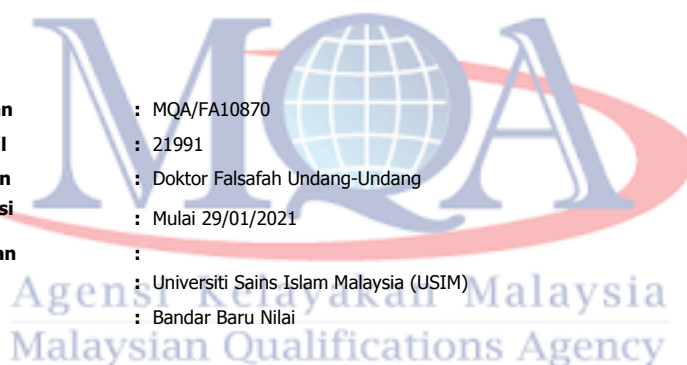 MQA
an : MQA/FA10870
l : 21991
n : Doktor Falsafah Undang-Undang
si : Mulai 29/01/2021
an :
: Universiti Sains Islam Malaysia (USIM)
Agensi Kelayakan Malaysia
: Bandar Baru Nilai
Malaysian Qualifications Agency